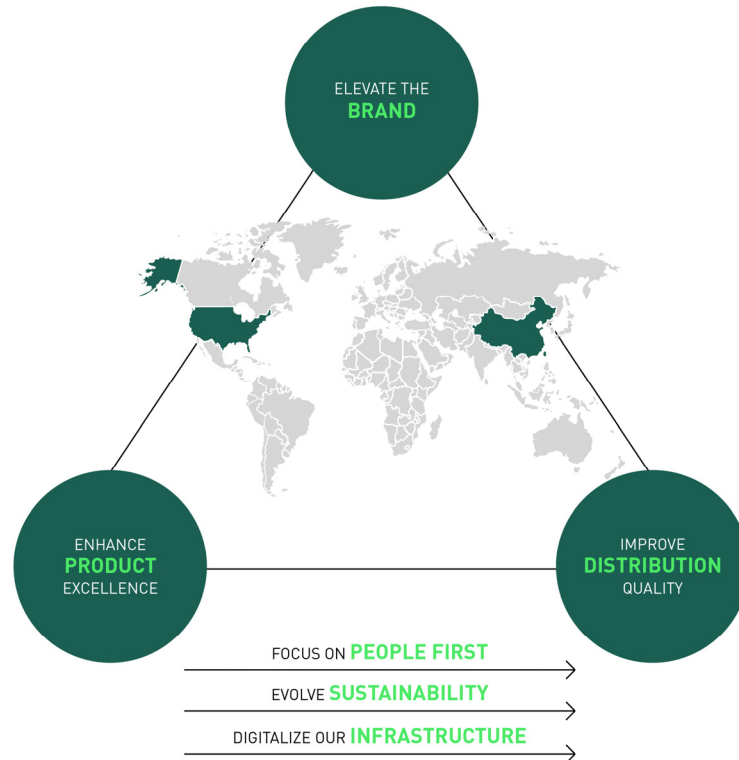 ELEVATE THE
BRAND
ENHANCE
PRODUCT
EXCELLENCE
IMPROVE
DISTRIBUTION
QUALITY
FOCUS ON PEOPLE FIRST
EVOLVE SUSTAINABILITY
DIGITALIZE OUR INFRASTRUCTURE